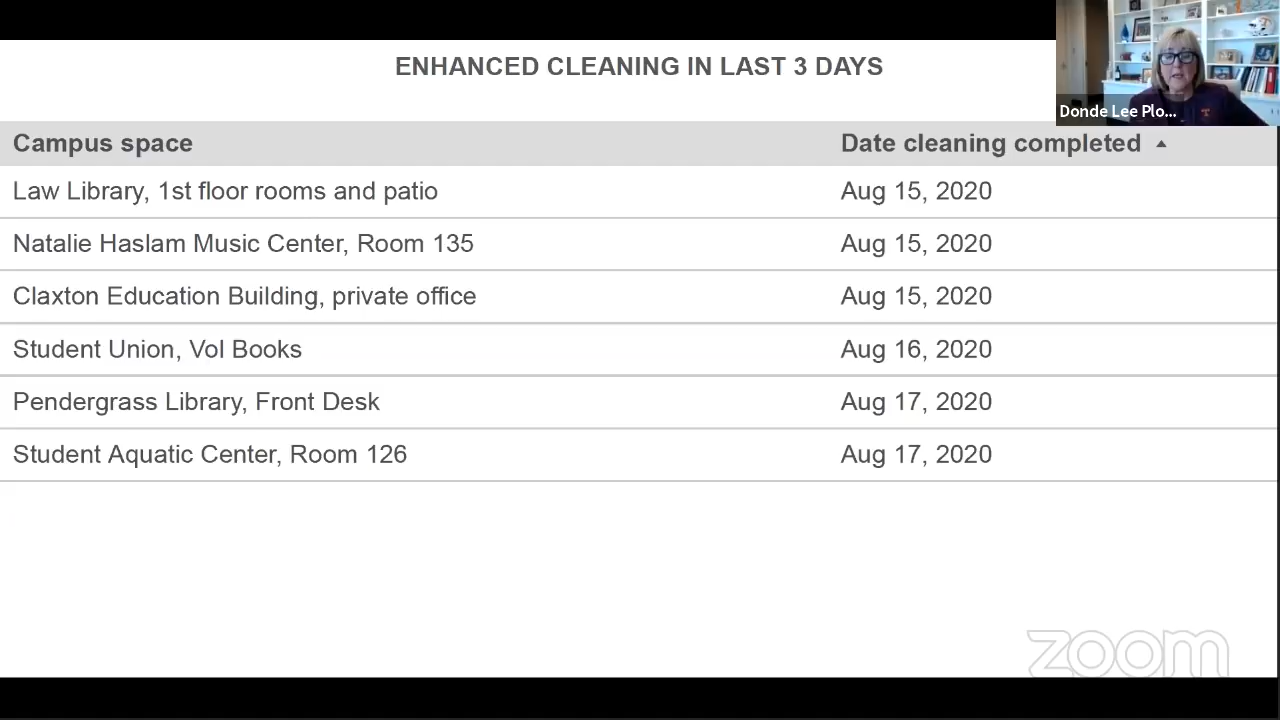 ENHANCED CLEANING IN LAST 3 DAYS
Donde Lee Plo...
Campus space Date cleaning completed ▲
Law Library, 1st floor rooms and patio Aug 15, 2020
Natalie Haslam Music Center, Room 135 Aug 15, 2020
Claxton Education Building, private office Aug 15, 2020
Student Union, Vol Books Aug 16, 2020
Pendergrass Library, Front Desk Aug 17, 2020
Student Aquatic Center, Room 126 Aug 17, 2020
zoom